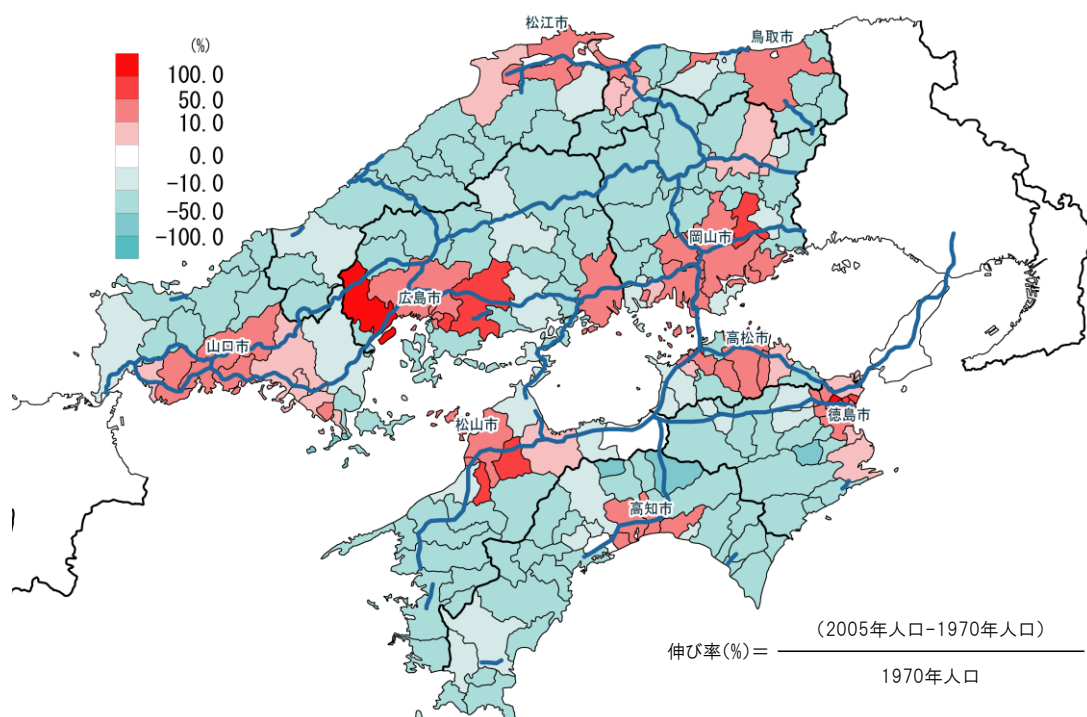 松江市
鳥取市
(%)
100.0
50.0
10.0
0.0
-10.0
-50.0
-100.0
岡山市
広島市
山口市
高松市
徳島市
松山市
高知市
伸び率(%)=
(2005年人口-1970年人口)
1970年人口